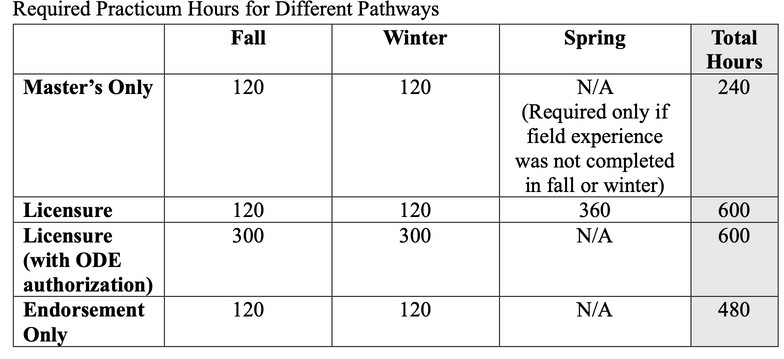 Required Practicum Hours for Different Pathways
Fall Winter Spring Total
Hours
Master's Only 120 120 N/A 240
(Required only if
field experience
was not completed
in fall or winter)
Licensure 120 120 360 600
Licensure 300 300 N/A 600
(with ODE
authorization)
Endorsement 120 120 N/A 480
Only